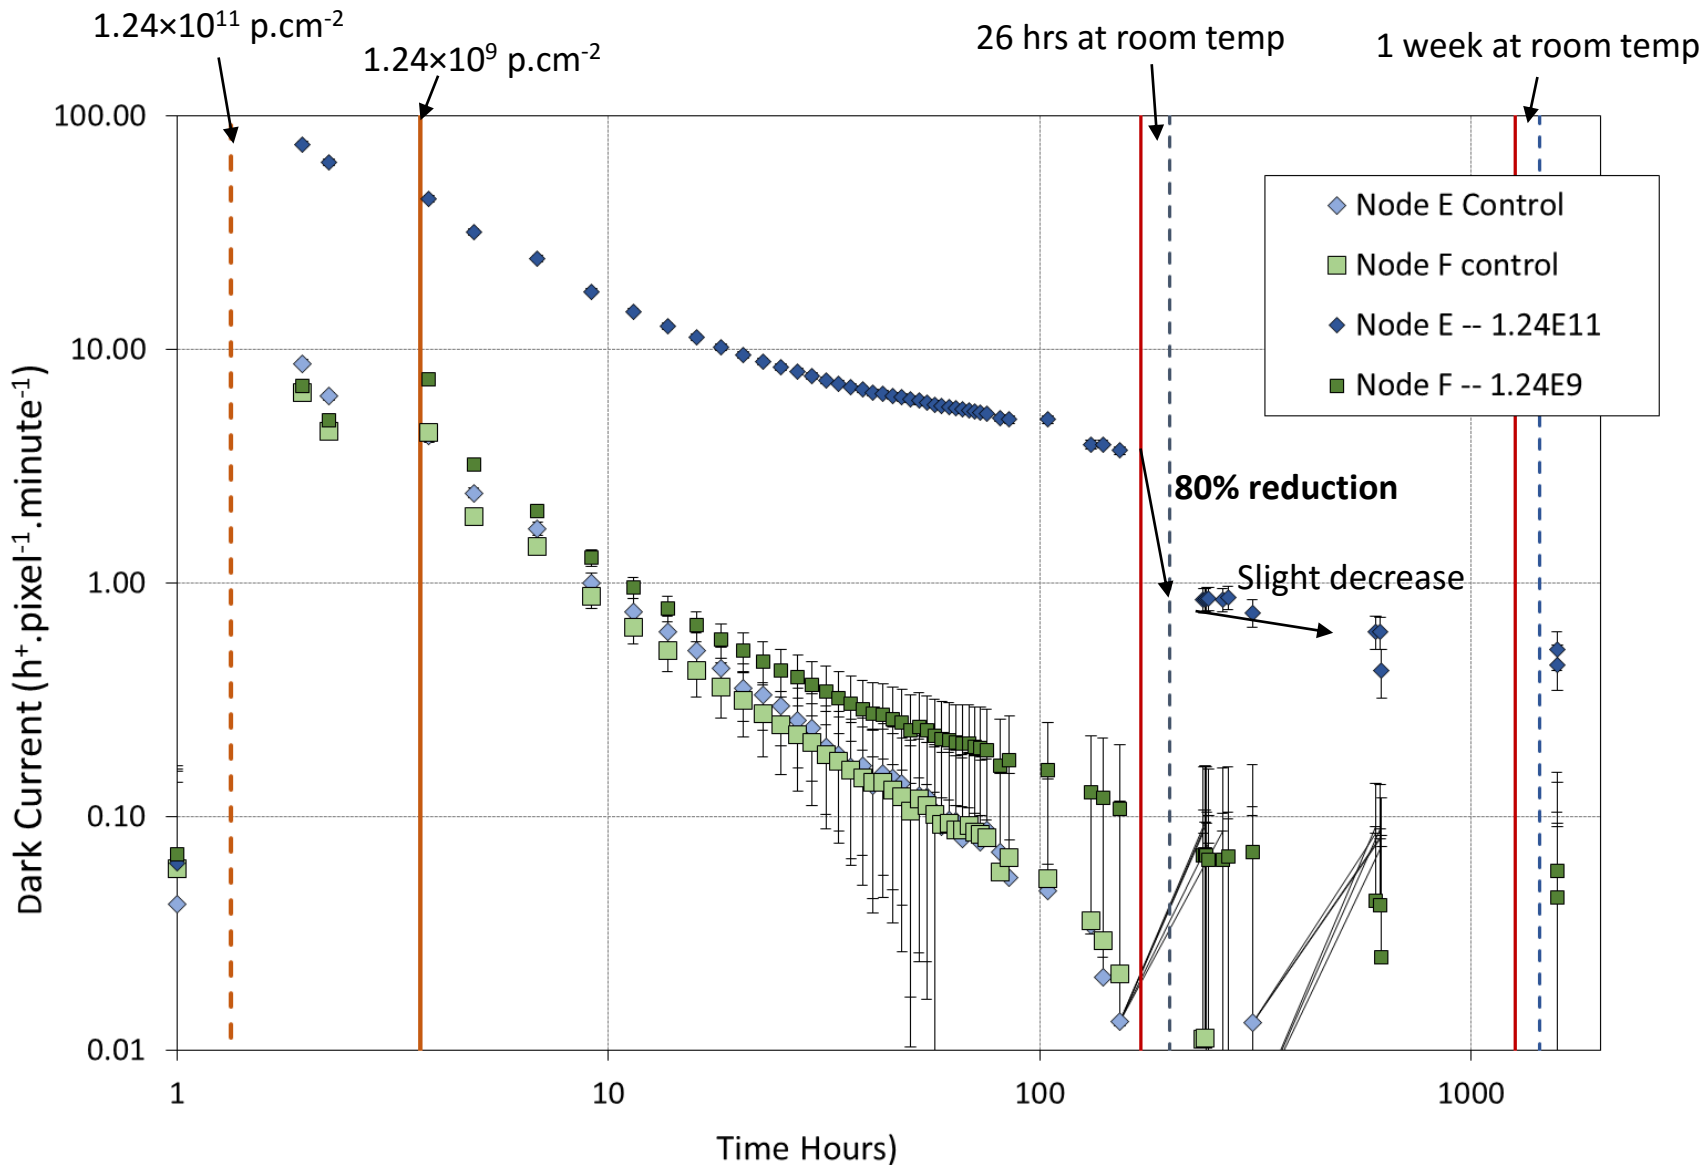 1.24×10¹¹ p.cm⁻²
1.24×10⁹ p.cm⁻²
26 hrs at room temp
1 week at room temp
100.00
10.00
1.00
0.10
0.01
Dark Current (h⁺.pixel⁻¹.minute⁻¹)
Node E Control
Node F control
Node E -- 1.24E11
Node F -- 1.24E9
80% reduction
Slight decrease
1
10
100
1000
Time Hours)